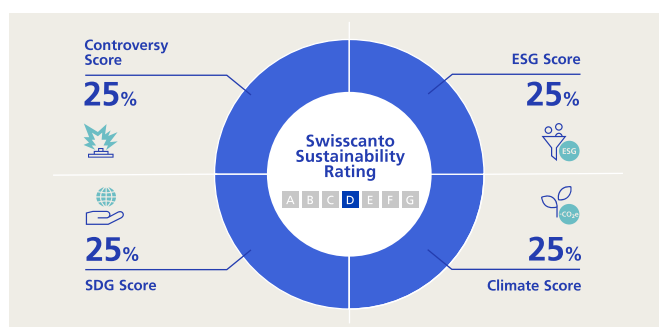 Controversy
Score
25%
ESG Score
25%
ESG
Swisscanto
Sustainability
Rating
A B C D E F G
25%
SDG Score
CO₂e
25%
Climate Score